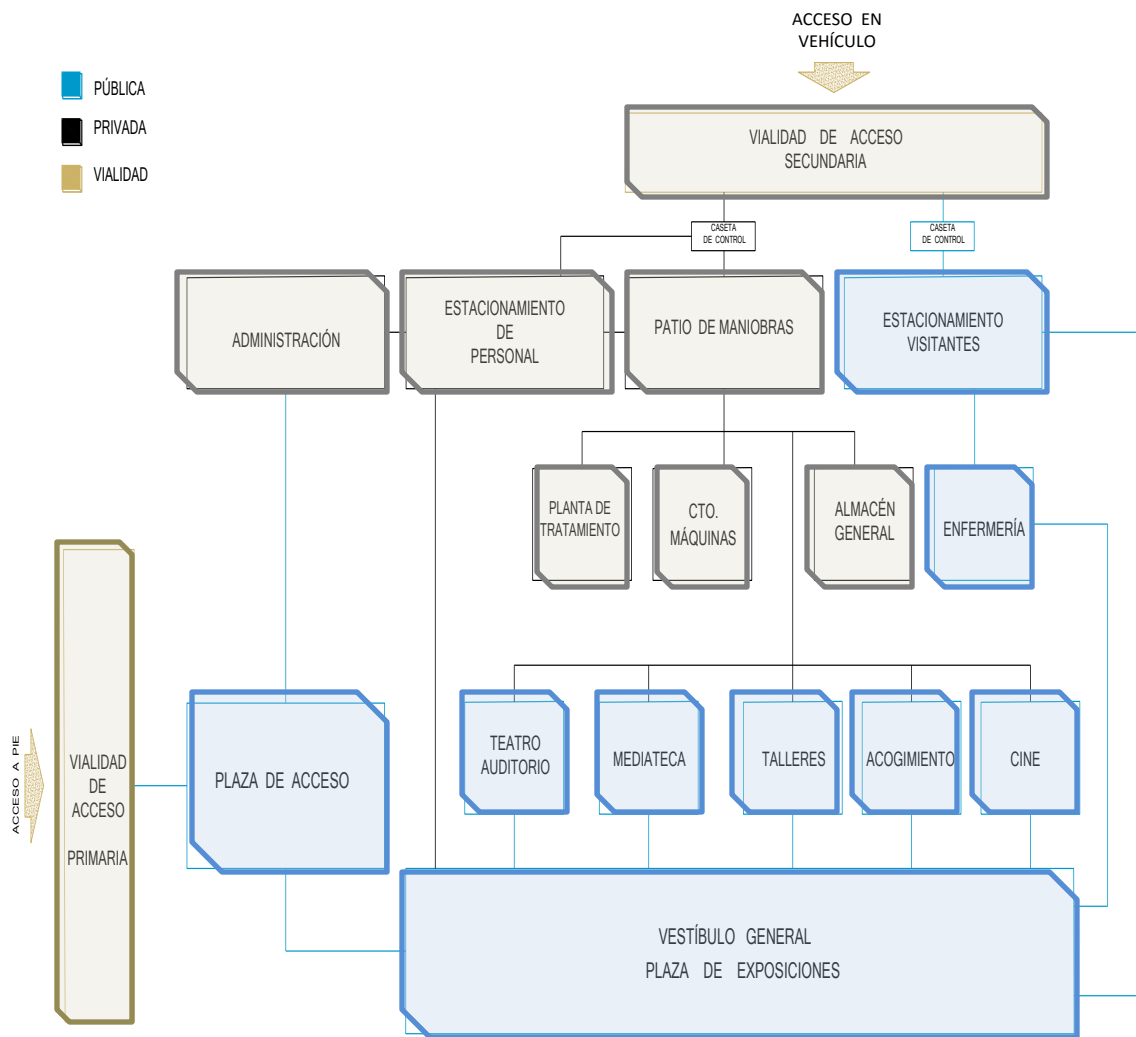 ACCESO EN
VEHÍCULO
PÚBLICA
PRIVADA
VIALIDAD
VIALIDAD DE ACCESO
SECUNDARIA
CASETA
DE CONTROL
CASETA
DE CONTROL
ADMINISTRACIÓN
ESTACIONAMIENTO
DE
PERSONAL
PATIO DE MANIOBRAS
ESTACIONAMIENTO
VISITANTES
PLANTA DE
TRATAMIENTO
CTO.
MÁQUINAS
ALMACÉN
GENERAL
ENFERMERÍA
ACCESO A PIE
VIALIDAD
DE
ACCESO
PRIMARIA
PLAZA DE ACCESO
TEATRO
AUDITORIO
MEDIATECA
TALLERES
ACOGIMIENTO
CINE
VESTÍBULO GENERAL
PLAZA DE EXPOSICIONES